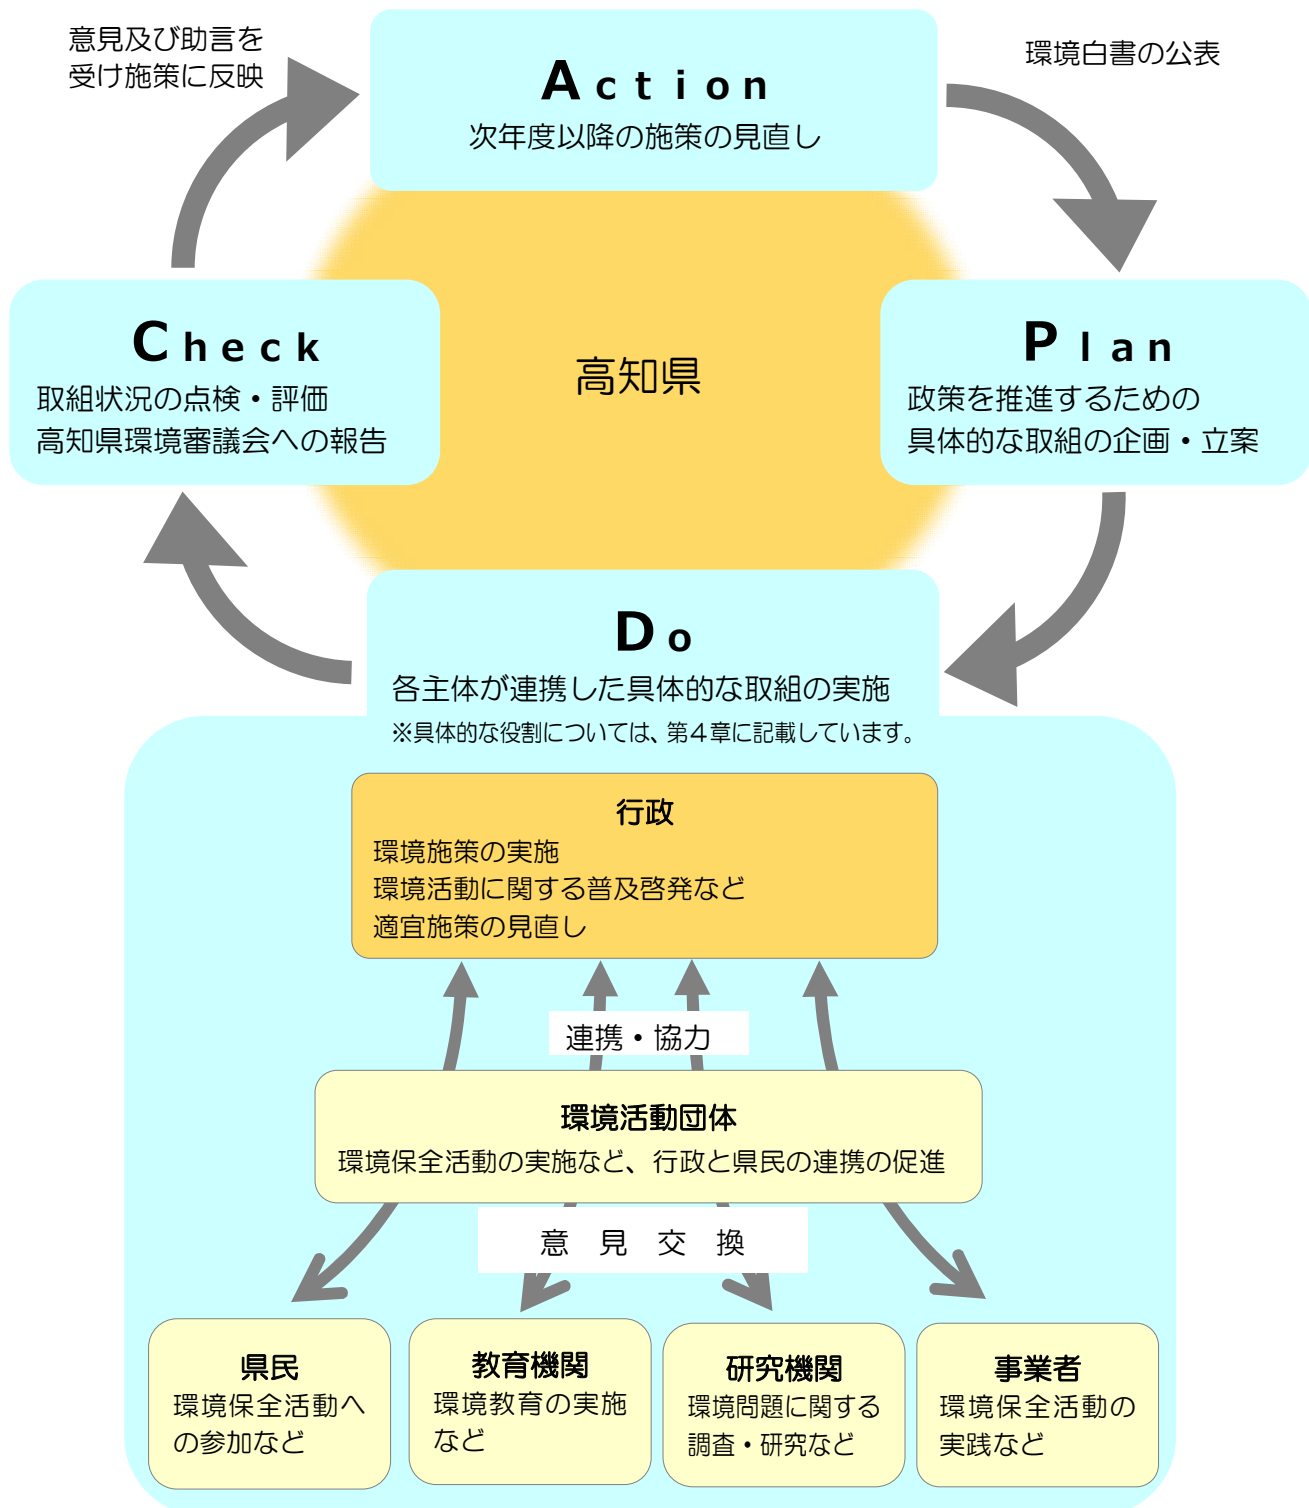 意見及び助言を
受け施策に反映
Action
次年度以降の施策の見直し
環境白書の公表
Check
取組状況の点検・評価
高知県環境審議会への報告
高知県
Plan
政策を推進するための
具体的な取組の企画・立案
Do
各主体が連携した具体的な取組の実施
※具体的な役割については、第４章に記載しています。
行政
環境施策の実施
環境活動に関する普及啓発など
適宜施策の見直し
連携・協力
環境活動団体
環境保全活動の実施など、行政と県民の連携の促進
意　見　交　換
県民
環境保全活動へ
の参加など
教育機関
環境教育の実施
など
研究機関
環境問題に関する
調査・研究など
事業者
環境保全活動の
実践など